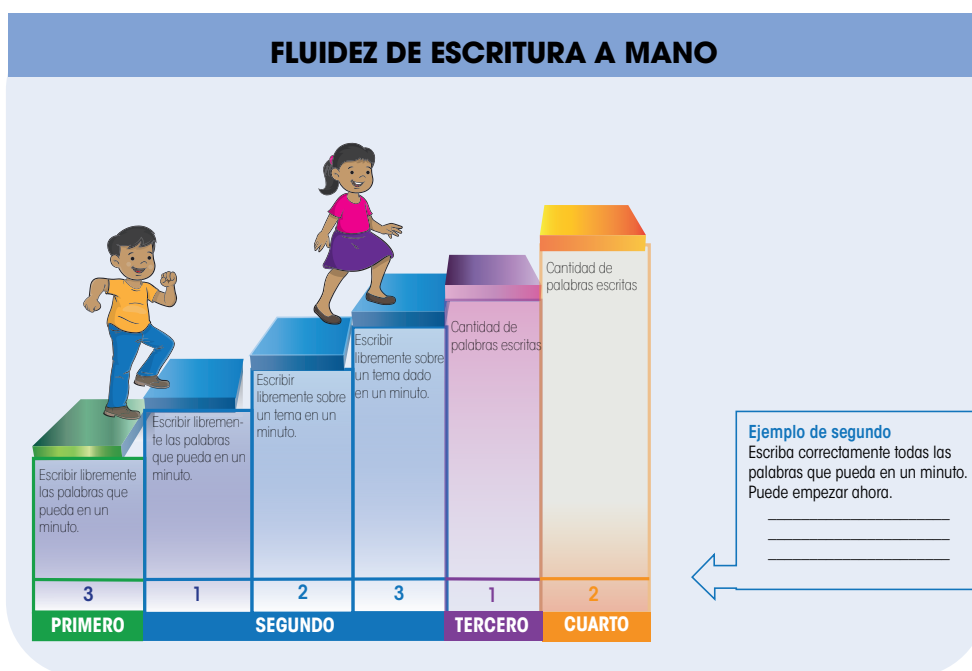 FLUIDEZ DE ESCRITURA A MANO
Escribir libremente
las palabras que
pueda en un
minuto.
Escribir libremen-
te las palabras
que pueda en un
minuto.
Escribir
libremente sobre
un tema en un
minuto.
Escribir
libremente sobre
un tema dado
en un minuto.
Cantidad de
palabras escritas
Cantidad de
palabras escritas
3
1
2
3
1
2
PRIMERO
SEGUNDO
TERCERO
CUARTO
Ejemplo de segundo
Escriba correctamente todas las
palabras que pueda en un minuto.
Puede empezar ahora.